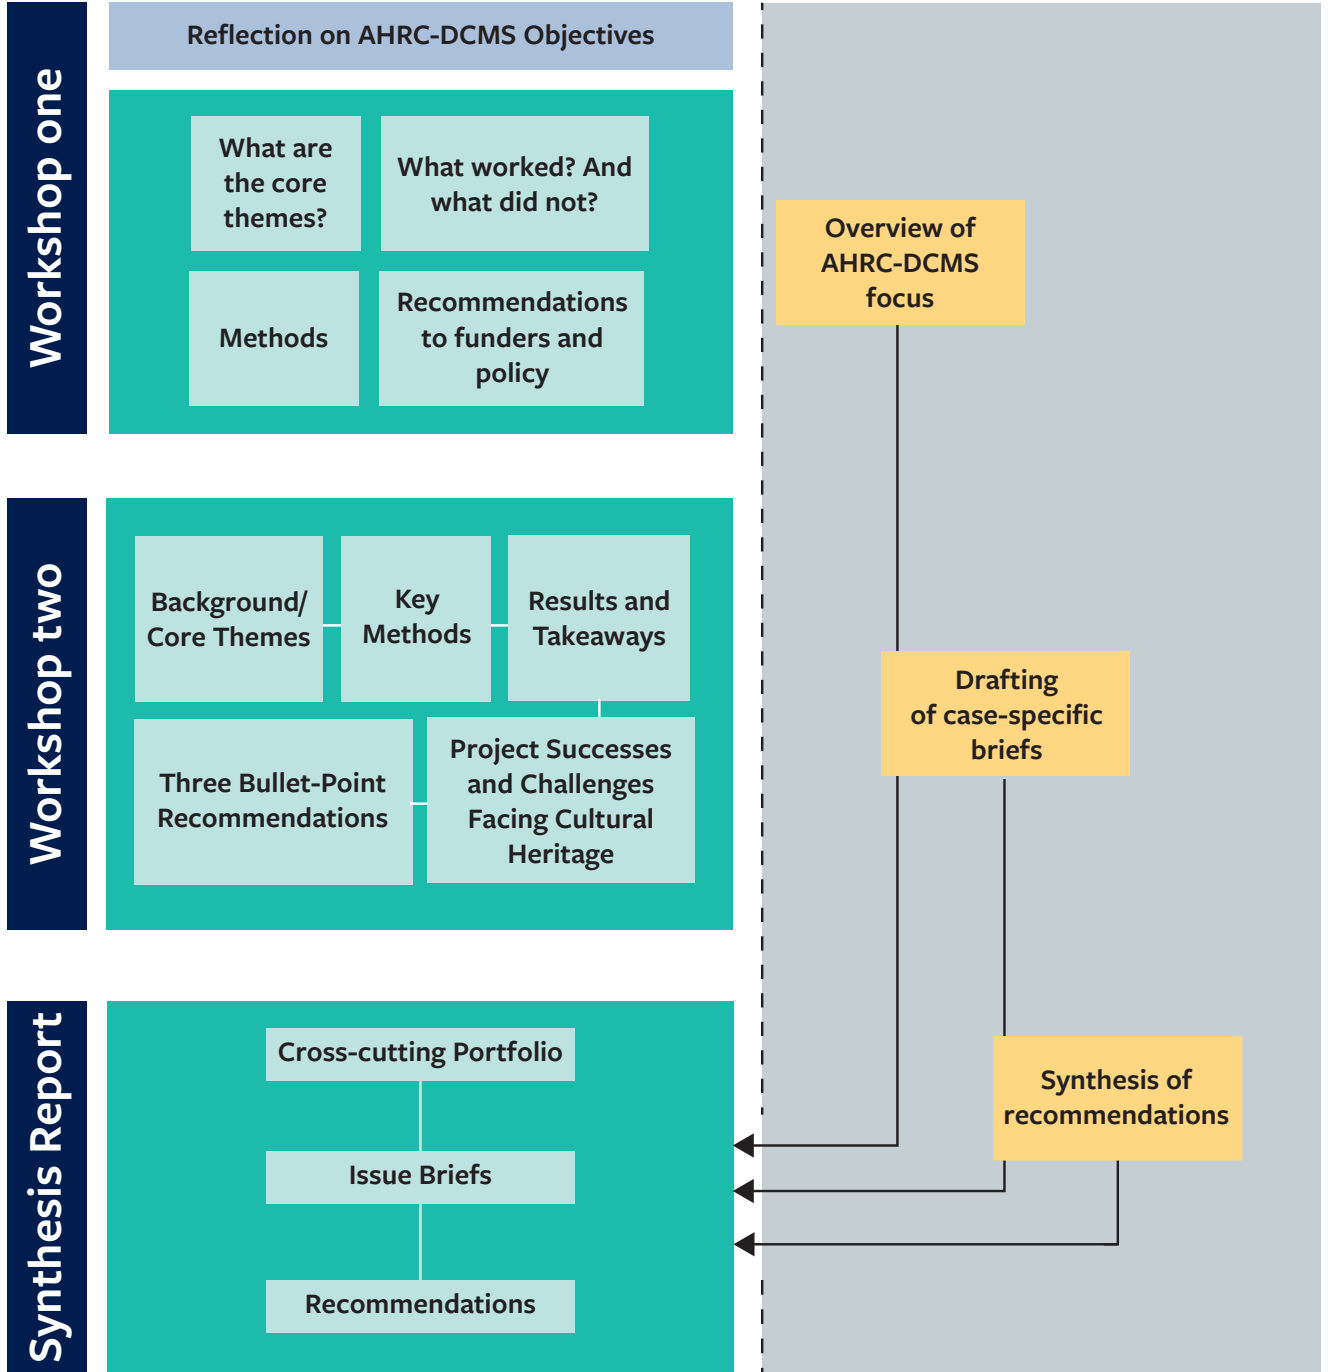 Workshop one
Reflection on AHRC-DCMS Objectives
What are
the core
themes?
What worked? And
what did not?
Methods
Recommendations
to funders and
policy
Overview of
AHRC-DCMS
focus
Workshop two
Background/
Core Themes
Key
Methods
Results and
Takeaways
Three Bullet-Point
Recommendations
Project Successes
and Challenges
Facing Cultural
Heritage
Drafting
of case-specific
briefs
Synthesis Report
Cross-cutting Portfolio
Issue Briefs
Recommendations
Synthesis of
recommendations